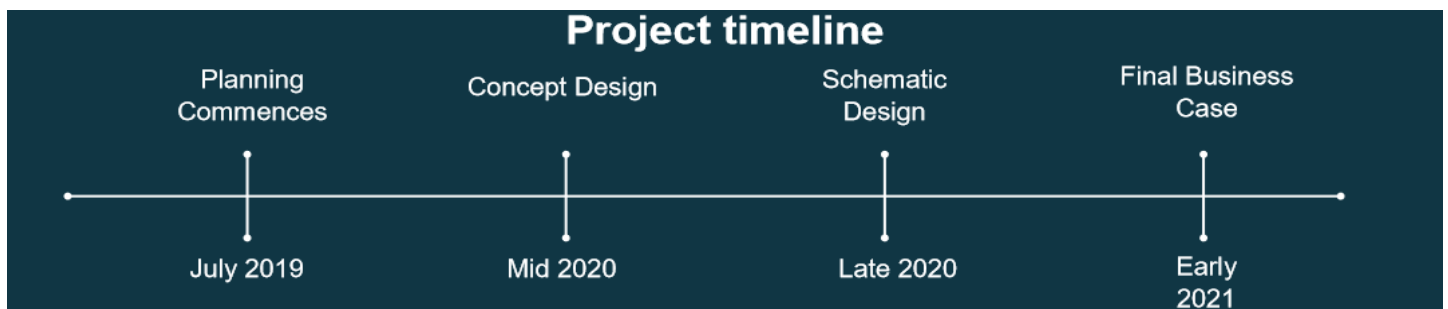 Project timeline
Planning
Commences
Concept Design
Schematic
Design
Final Business
Case
July 2019
Mid 2020
Late 2020
Early
2021